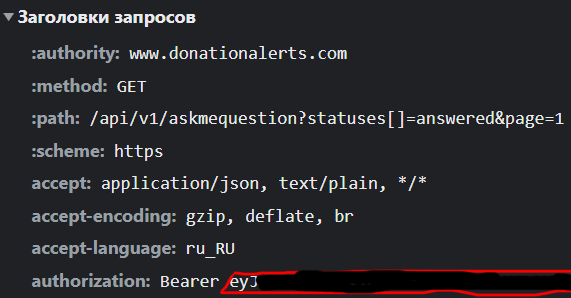 Заголовки запросов
:authority: www.donationalerts.com
:method: GET
:path: /api/v1/askmequestion?statuses[]=answered&page=1
:scheme: https
accept: application/json, text/plain, */*
accept-encoding: gzip, deflate, br
accept-language: ru_RU
authorization: Bearer eyJ